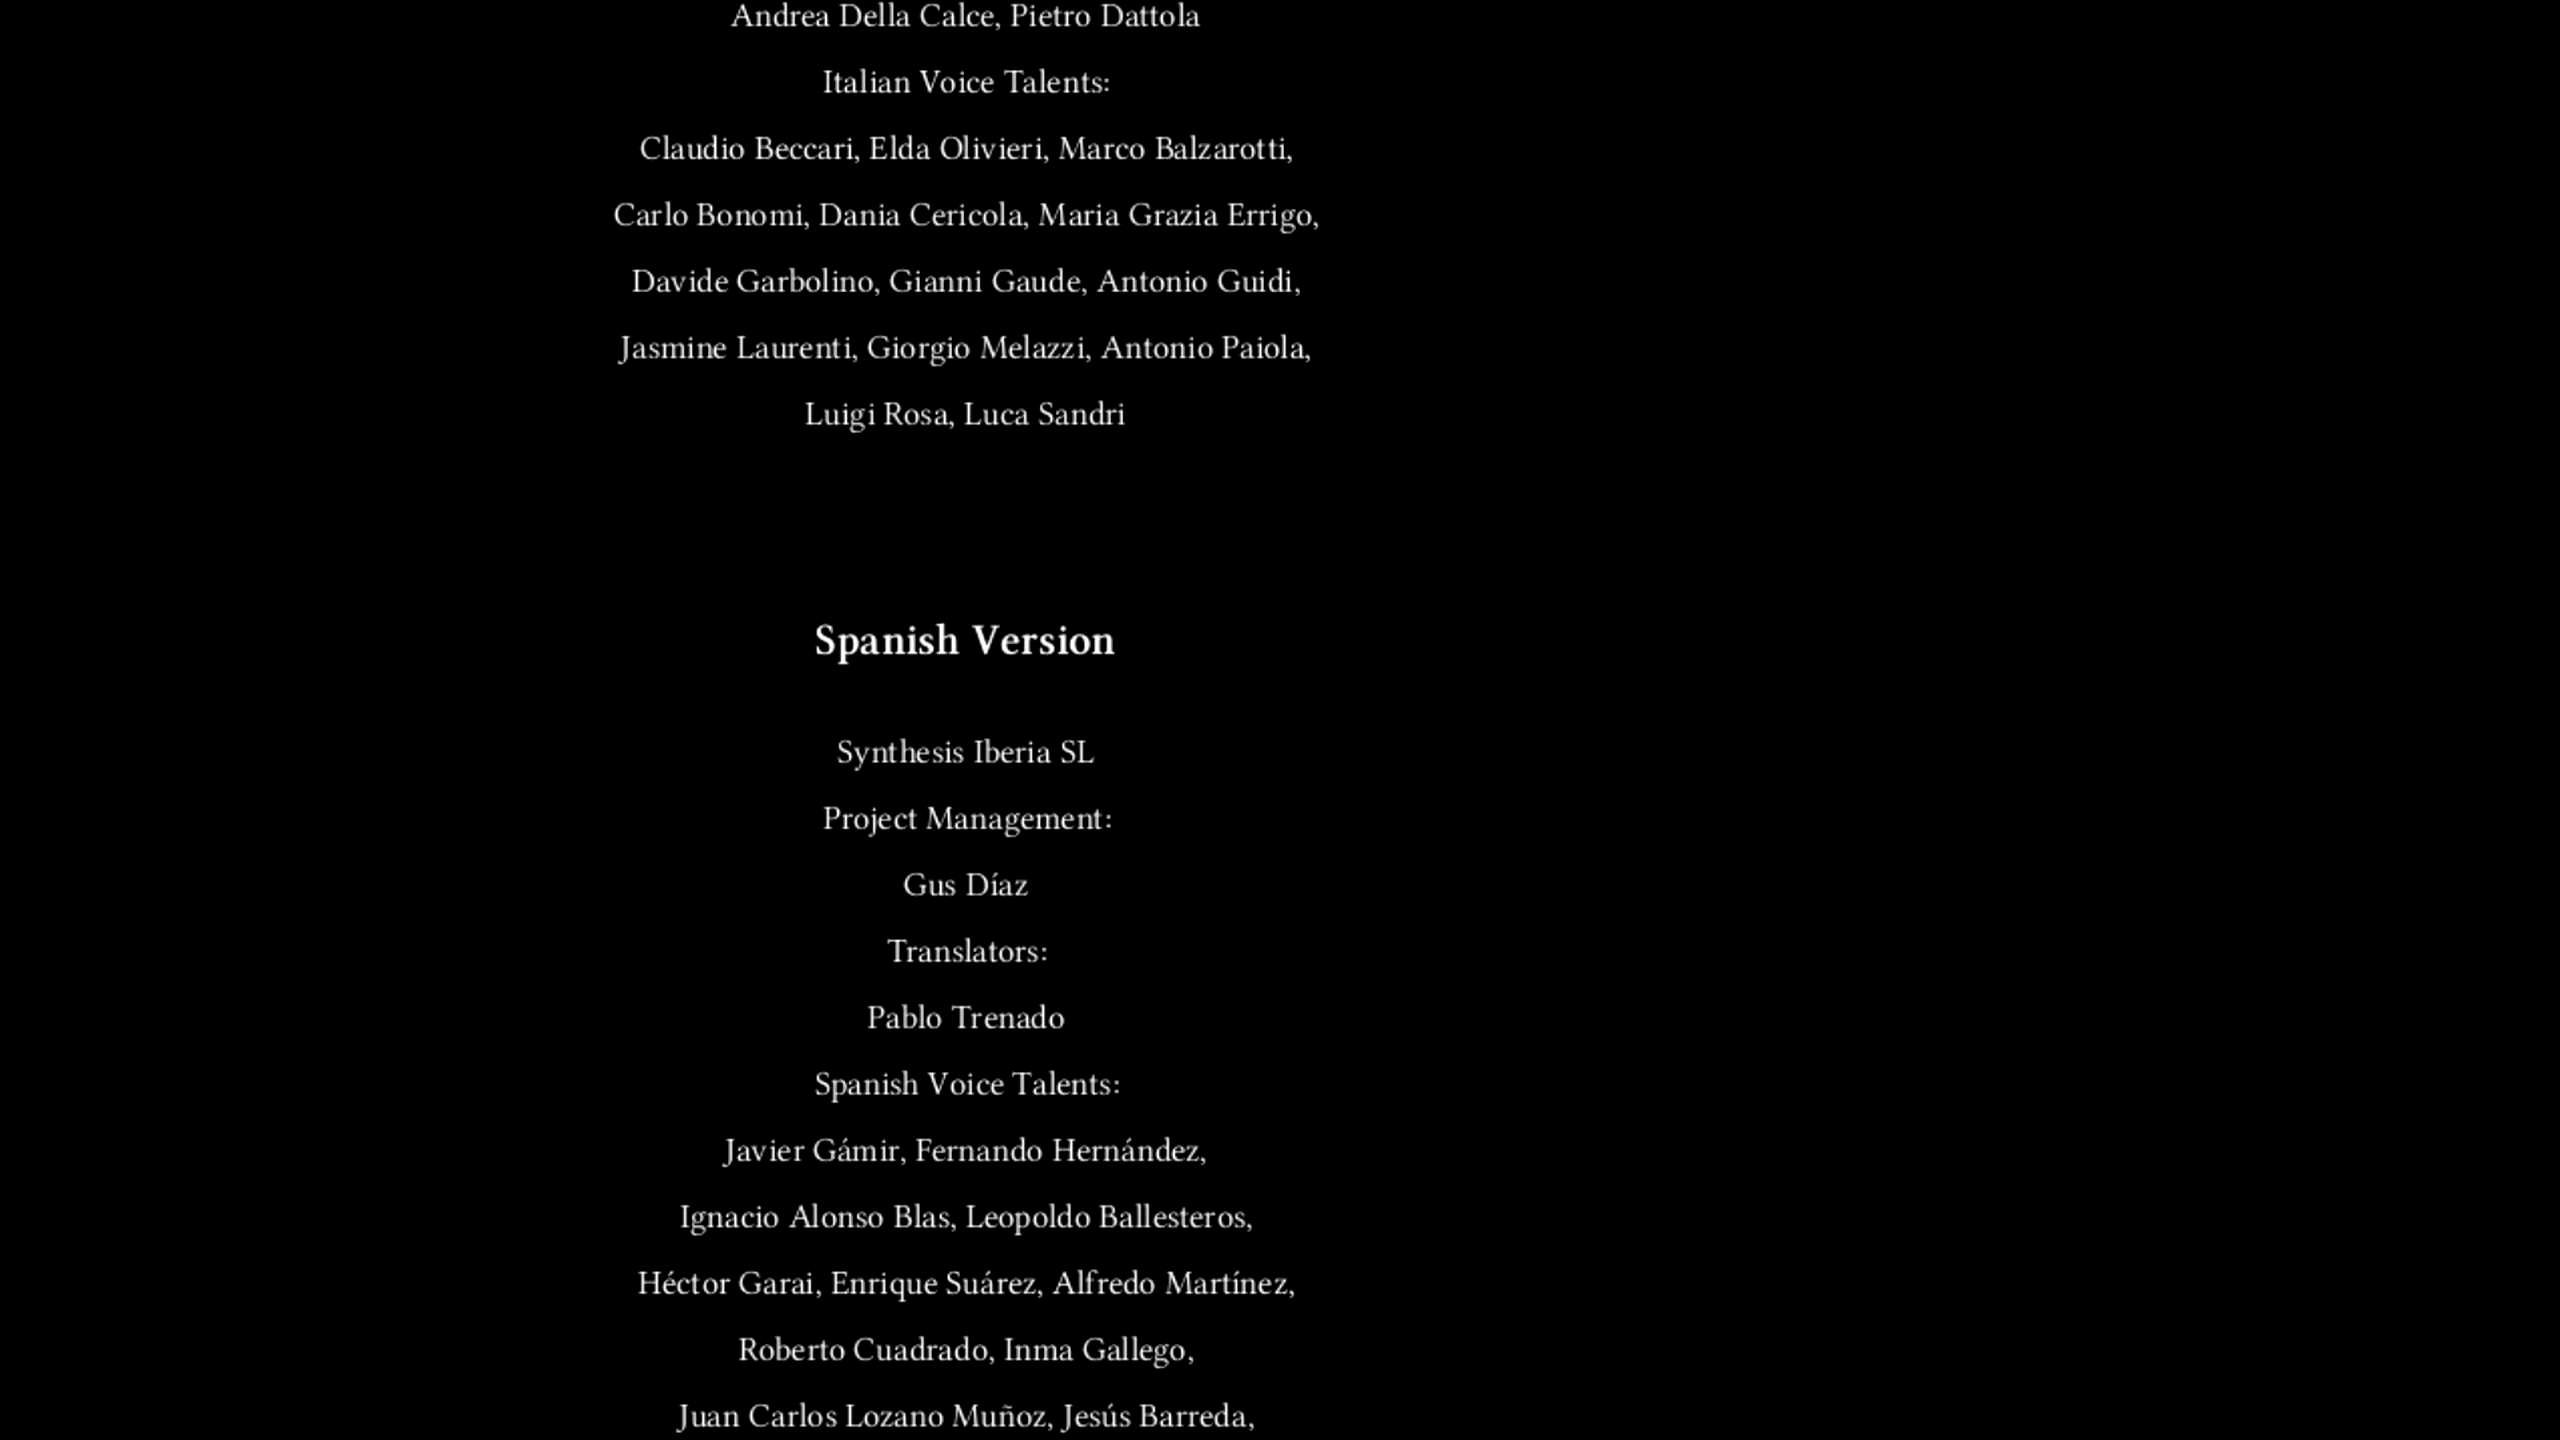 Andrea Della Calce, Pietro Dattola
Italian Voice Talents:
Claudio Beccari, Elda Olivieri, Marco Balzarotti,
Carlo Bonomi, Dania Cericola, Maria Grazia Errigo,
Davide Garbolino, Gianni Gaude, Antonio Guidi,
Jasmine Laurenti, Giorgio Melazzi, Antonio Paiola,
Luigi Rosa, Luca Sandri
Spanish Version
Synthesis Iberia SL
Project Management:
Gus Díaz
Translators:
Pablo Trenado
Spanish Voice Talents:
Javier Gámir, Fernando Hernández,
Ignacio Alonso Blas, Leopoldo Ballesteros,
Héctor Garai, Enrique Suárez, Alfredo Martínez,
Roberto Cuadrado, Inma Gallego,
Juan Carlos Lozano Muñoz, Jesús Barreda,